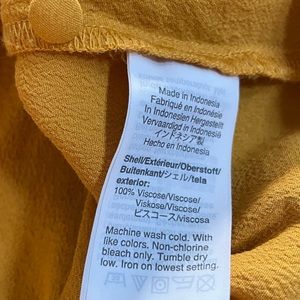 Made in Indonesia
Fabriqué en Indonésie
In Indonesien Hergestellt
Vervaardigd in Indonesië
インドネシア製
Hecho en Indonesia
Shell/Extérieur/Oberstoff/
Buitenkant/シェル/tela
exterior:
100% Viscose/Viscose/
Viskose/Viscose/
ビスコース/viscosa
Machine wash cold. With
like colors. Non-chlorine
bleach only. Tumble dry
low. Iron on lowest setting.